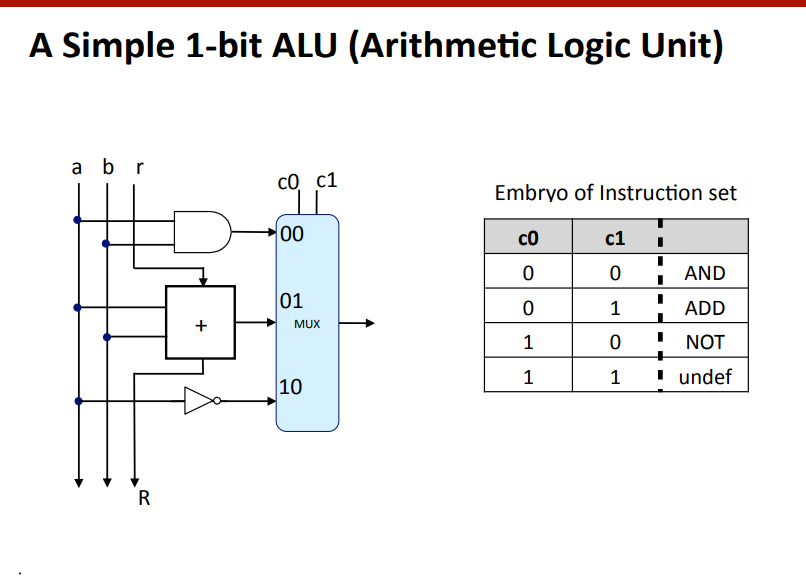 A Simple 1-bit ALU (Arithmetic Logic Unit)
a b r
c0 c1
00
01
+
MUX
10
R
Embryo of Instruction set
c0 c1
0 0 AND
0 1 ADD
1 0 NOT
1 1 undef
.